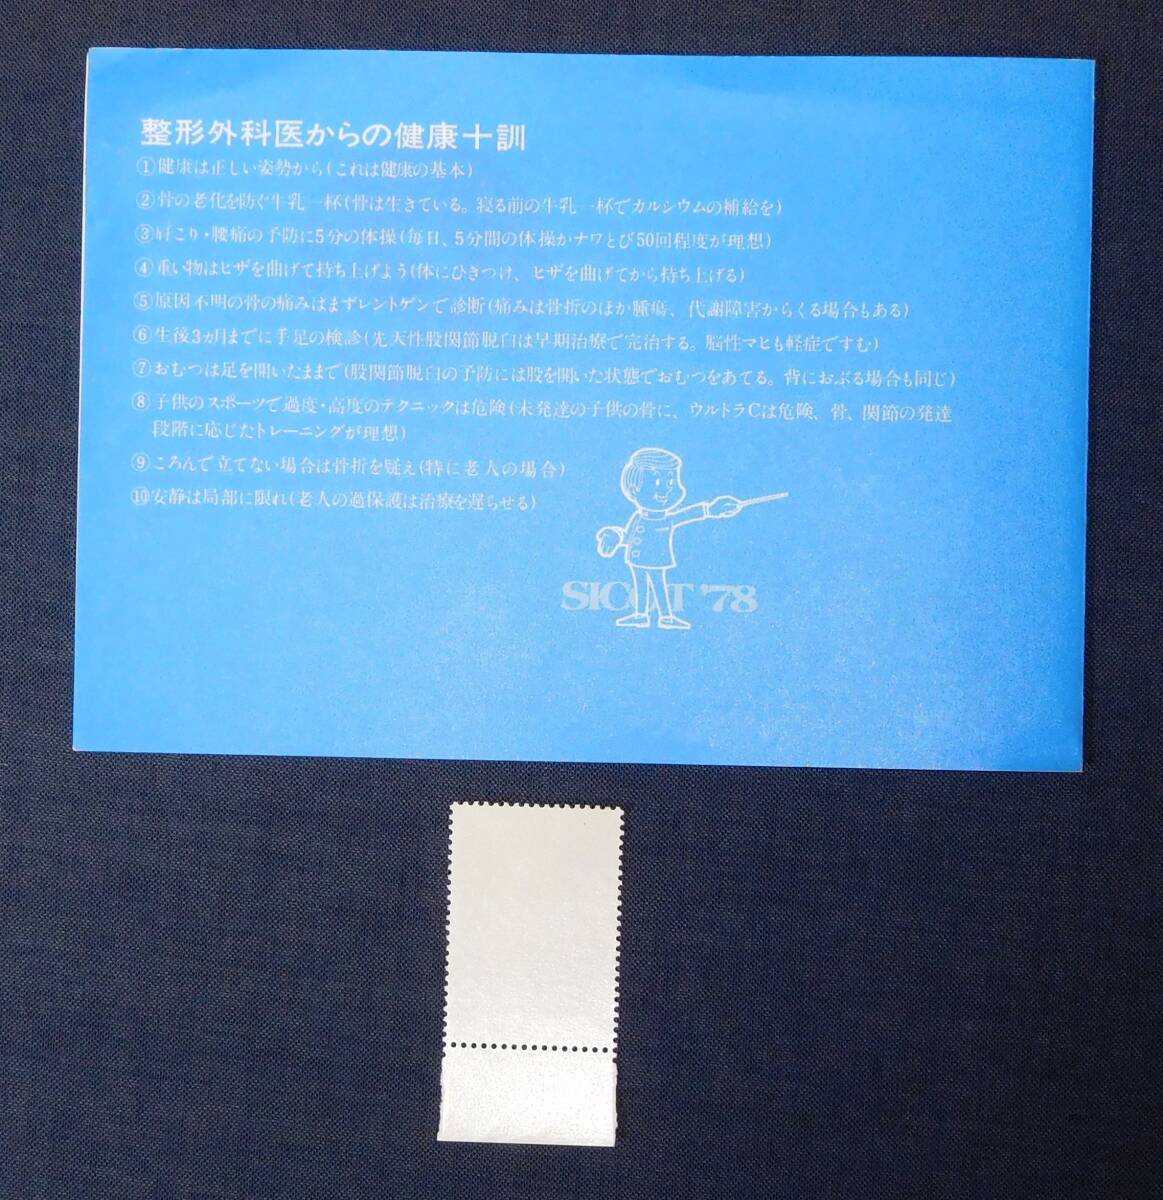 整形外科医からの健康十訓
①健康は正しい姿勢から(これは健康の基本)
②骨の老化を防ぐ牛乳一杯(骨は生きている。寝る前の牛乳一杯でカルシウムの補給を)
③肩こり・腰痛の予防に5分の体操(毎日、5分間の体操かナワとび50回程度が理想)
④重い物はヒザを曲げて持ち上げよう(体にひきつけ、ヒザを曲げてから持ち上げる)
⑤原因不明の骨の痛みはまずレントゲンで診断(痛みは骨折のほか腫瘍、代謝障害からくる場合もある)
⑥生後3ヵ月までに手足の検診(先天性股関節脱臼は早期治療で完治する。脳性マヒも軽症ですむ)
⑦おむつは足を開いたままで(股関節脱臼の予防には股を開いた状態でおむつをあてる。背におぶる場合も同じ)
⑧子供のスポーツで過度・高度のテクニックは危険(未発達の子供の骨に、ウルトラCは危険、骨、関節の発達
段階に応じたトレーニングが理想)
⑨ころんで立てない場合は骨折を疑え(特に老人の場合)
⑩安静は局部に限れ(老人の過保護は治療を遅らせる)
SICOT '78